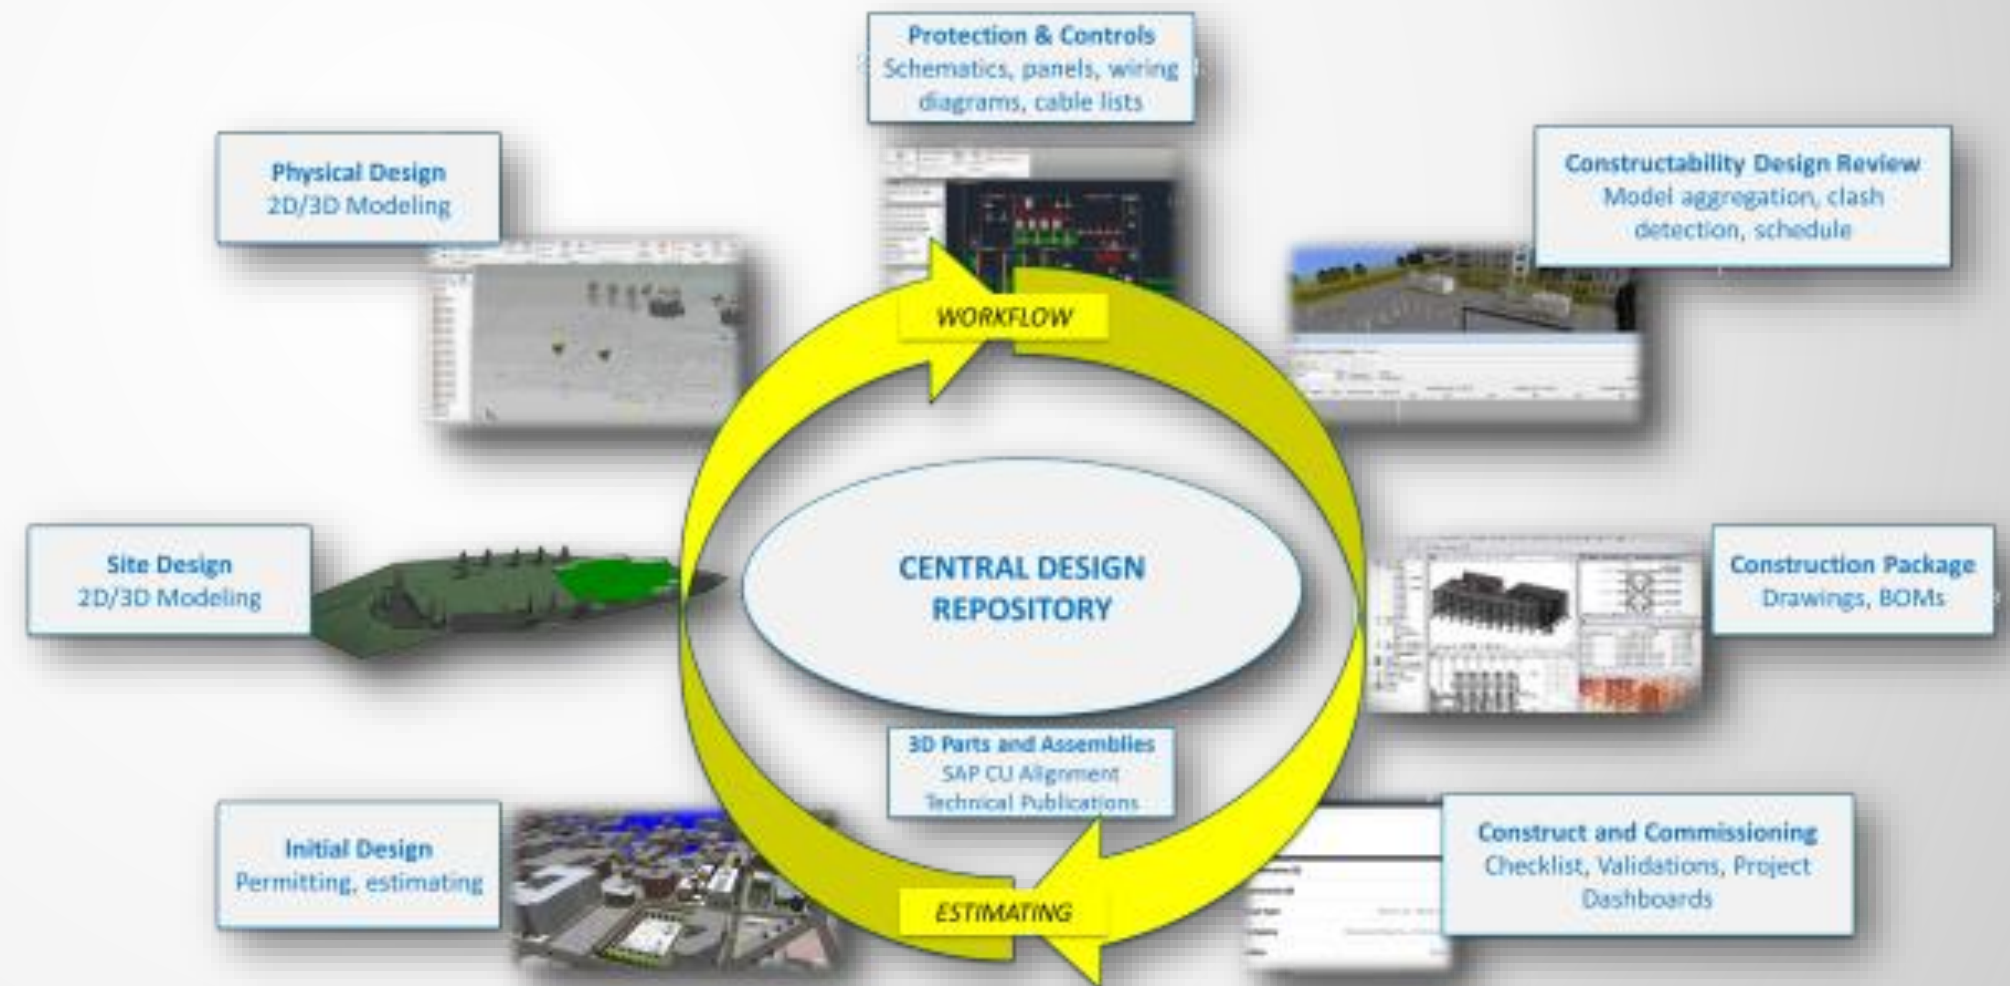 Protection & Controls
Schematics, panels, wiring
diagrams, cable lists
Physical Design
2D/3D Modeling
Constructability Design Review
Model aggregation, clash
detection, schedule
WORKFLOW
Site Design
2D/3D Modeling
CENTRAL DESIGN
REPOSITORY
Construction Package
Drawings, BOMs
3D Parts and Assemblies
SAP CU Alignment
Technical Publications
Initial Design
Permitting, estimating
Construct and Commissioning
Checklist, Validations, Project
Dashboards
ESTIMATING